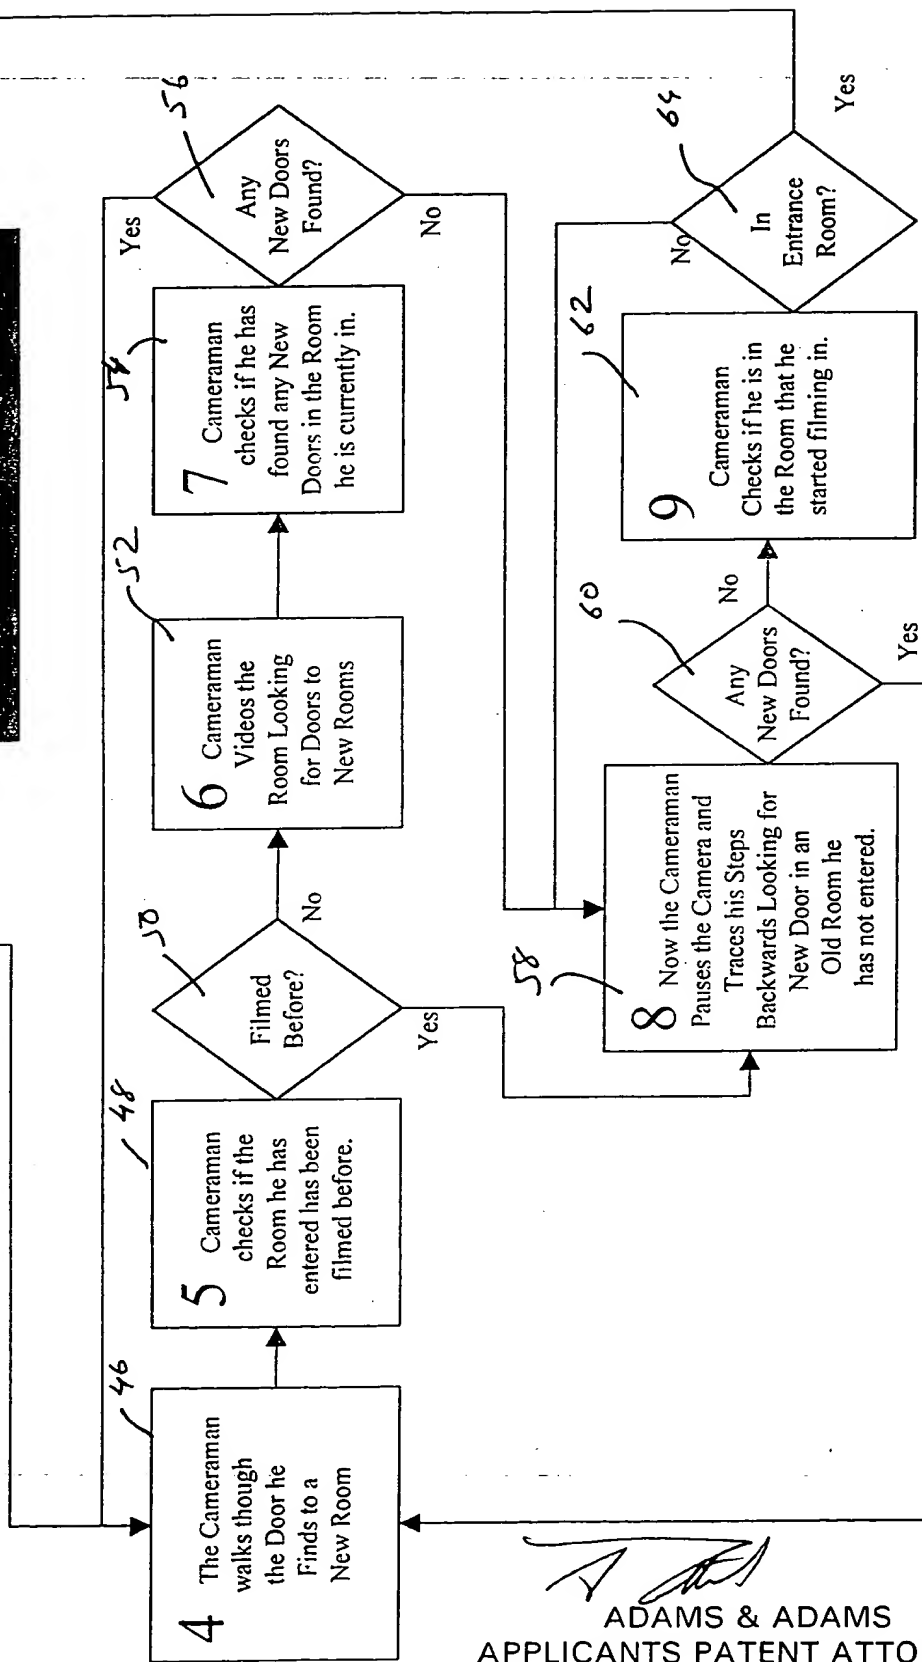 46
4 The Cameraman
walks though
the Door he
Finds to a
New Room
48
5 Cameraman
checks if the
Room he has
entered has been
filmed before.
50
Filmed
Before?
No
Yes
52
6 Cameraman
Videos the
Room Looking
for Doors to
New Rooms
54
7 Cameraman
checks if he has
found any New
Doors in the Room
he is currently in.
56
Any
New Doors
Found?
Yes
No
58
8 Now the Cameraman
Pauses the Camera and
Traces his Steps
Backwards Looking for
New Door in an
Old Room he
has not entered.
60
Any
New Doors
Found?
No
Yes
62
9 Cameraman
Checks if he is in
the Room that he
started filming in.
64
In
Entrance
Room?
No
Yes
ADAMS & ADAMS
APPLICANTS PATENT ATTO